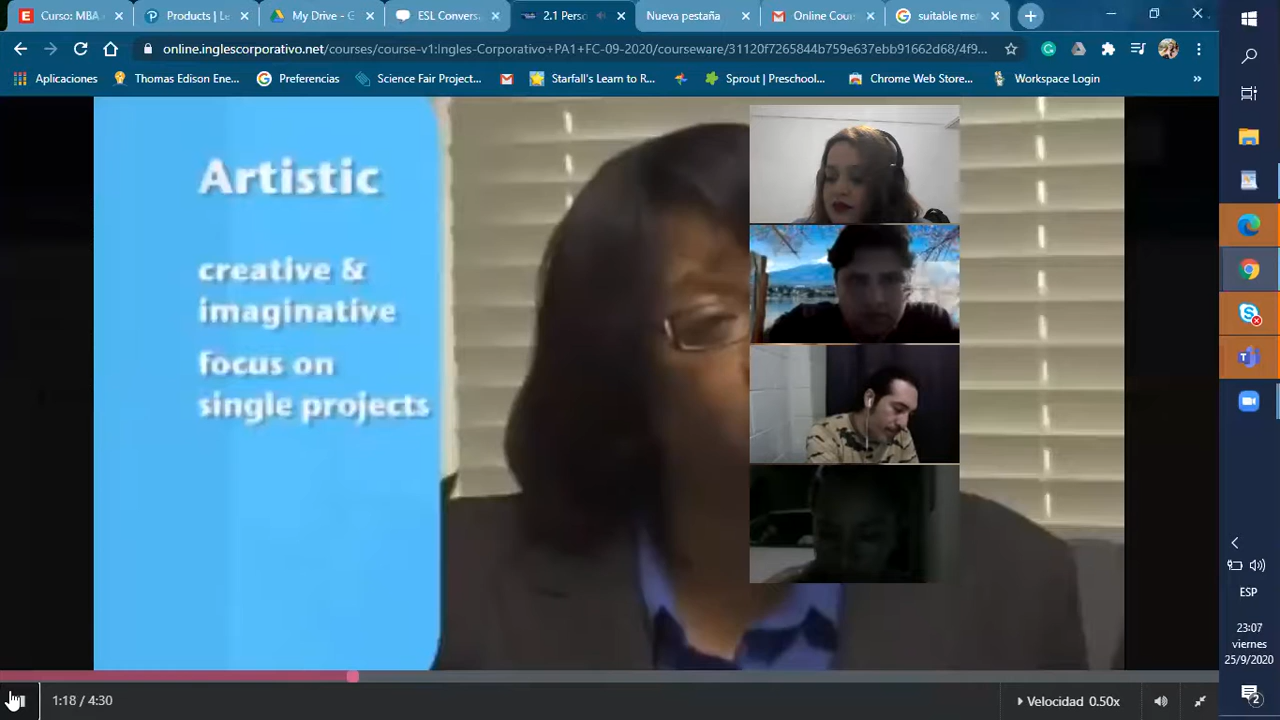 Curso: MBA
Products | Le
My Drive - G
ESL Convers
2.1 Perso
Nueva pestaña
Online Cour
suitable me
online.inglescorporativo.net/courses/course-v1:Ingles-Corporativo+PA1+FC-09-2020/courseware/31120f7265844b759e637ebb91662d68/4f9...
Aplicaciones
Thomas Edison Ene...
Preferencias
Science Fair Project...
Starfall's Learn to R...
Sprout | Preschool...
Chrome Web Store...
Workspace Login
»
Artistic
creative &
imaginative
focus on
single projects
ESP
23:07
viernes
25/9/2020
2
1:18 / 4:30
Velocidad 0.50x